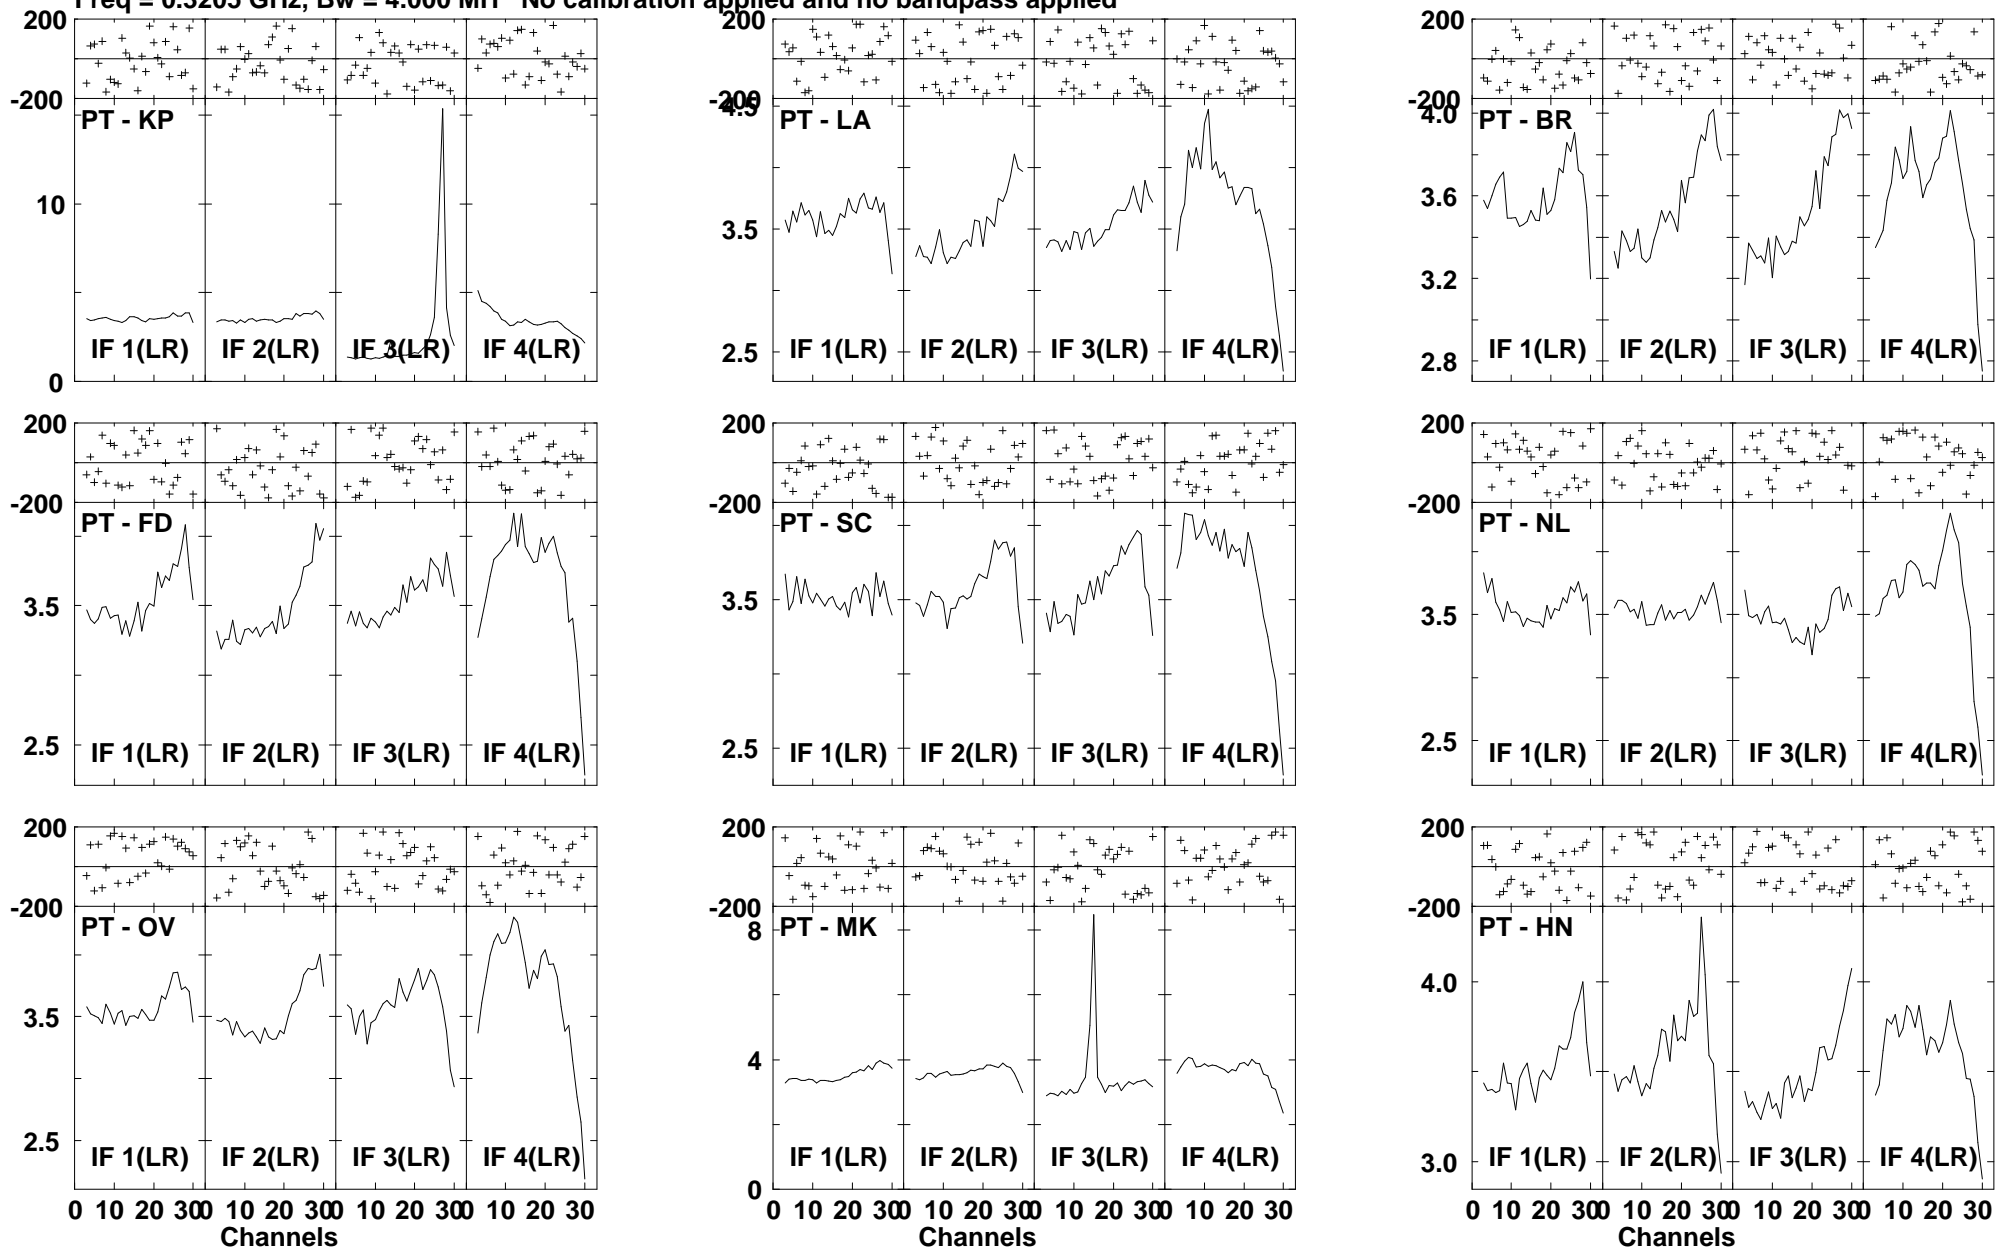 Freq = 0.3205 GHz, Bw = 4.000 MH No calibration applied and no bandpass applied
200 200 200
-200 -200 -200
PT - KP PT - LA PT - BR
4.5 4.0
10 3.5 3.6
3.2
IF 1(LR) IF 2(LR) IF 3(LR) IF 4(LR) IF 1(LR) IF 2(LR) IF 3(LR) IF 4(LR) IF 1(LR) IF 2(LR) IF 3(LR) IF 4(LR)
0 2.5 2.8
200 200 200
-200 -200 -200
PT - FD PT - SC PT - NL
3.5 3.5 3.5
2.5 2.5 2.5
IF 1(LR) IF 2(LR) IF 3(LR) IF 4(LR) IF 1(LR) IF 2(LR) IF 3(LR) IF 4(LR) IF 1(LR) IF 2(LR) IF 3(LR) IF 4(LR)
200 200 200
-200 -200 -200
PT - OV PT - MK PT - HN
8
3.5 4 4.0
2.5 3.0
IF 1(LR) IF 2(LR) IF 3(LR) IF 4(LR) IF 1(LR) IF 2(LR) IF 3(LR) IF 4(LR) IF 1(LR) IF 2(LR) IF 3(LR) IF 4(LR)
0
0 10 20 30 0 10 20 30 0 10 20 30 0 10 20 30 0 10 20 30 0 10 20 30 0 10 20 30 0 10 20 30 0 10 20 30 0 10 20 30 0 10 20 30 0 10 20 30
Channels Channels Channels